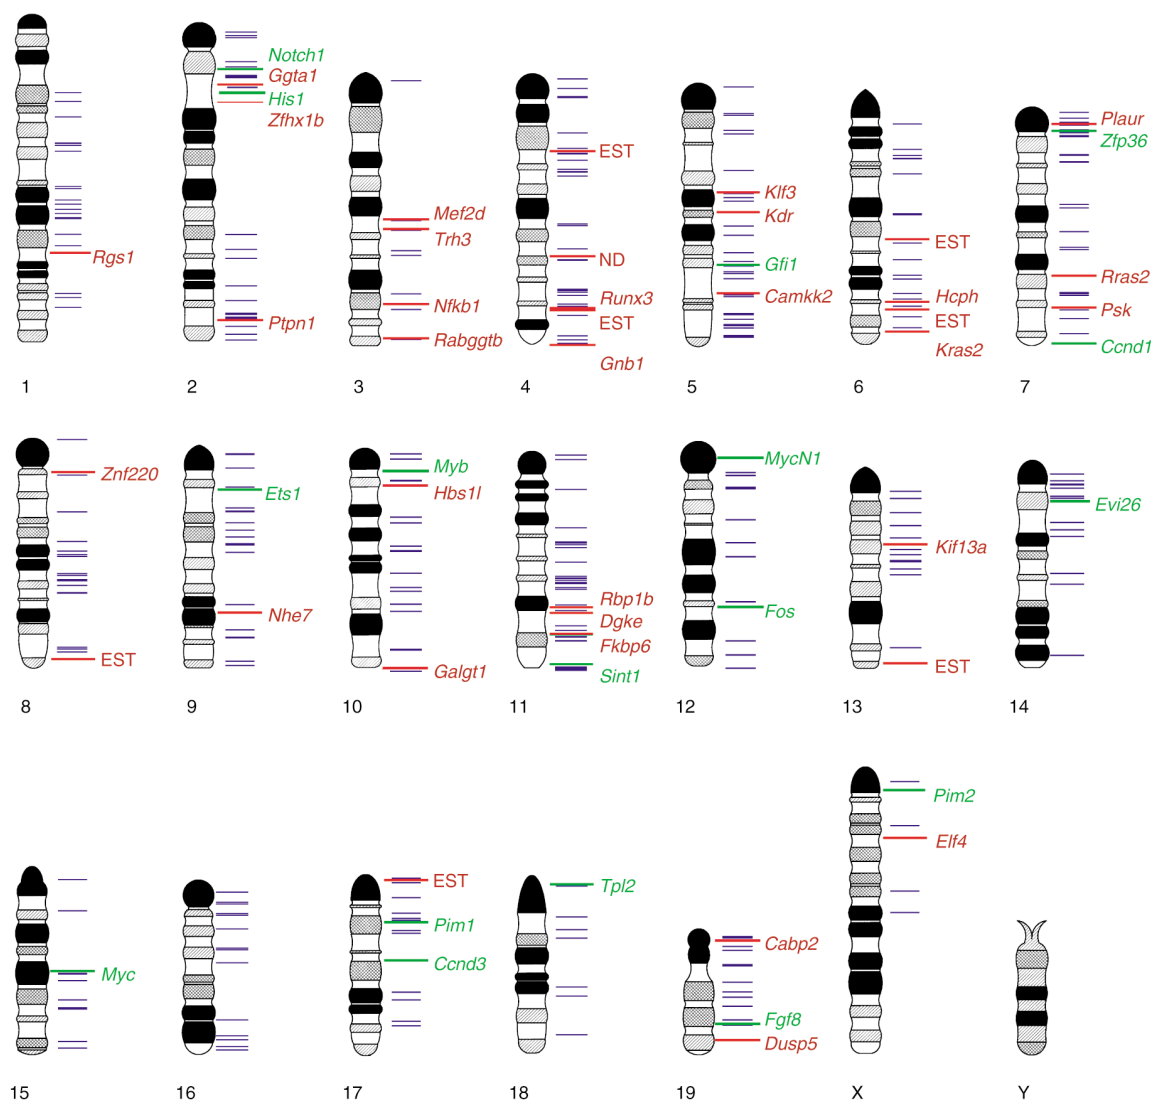 Notch1
Ggta1
His1
Zfhx1b
Rgs1
Ptpn1
Mef2d
Trh3
Nfkb1
Rabggtb
EST
ND
Runx3
EST
Gnb1
Klf3
Kdr
Gfi1
Camkk2
EST
Hcph
EST
Kras2
Plaur
Zfp36
Rras2
Psk
Ccnd1
1 2 3 4 5 6 7
Znf220
EST
Ets1
Nhe7
Myb
Hbs1l
Galgt1
Rbp1b
Dgke
Fkbp6
Sint1
MycN1
Fos
Kif13a
EST
Evi26
8 9 10 11 12 13 14
Myc
EST
Pim1
Ccnd3
Tpl2
Cabp2
Fgf8
Dusp5
Pim2
Elf4
15 16 17 18 19 X Y